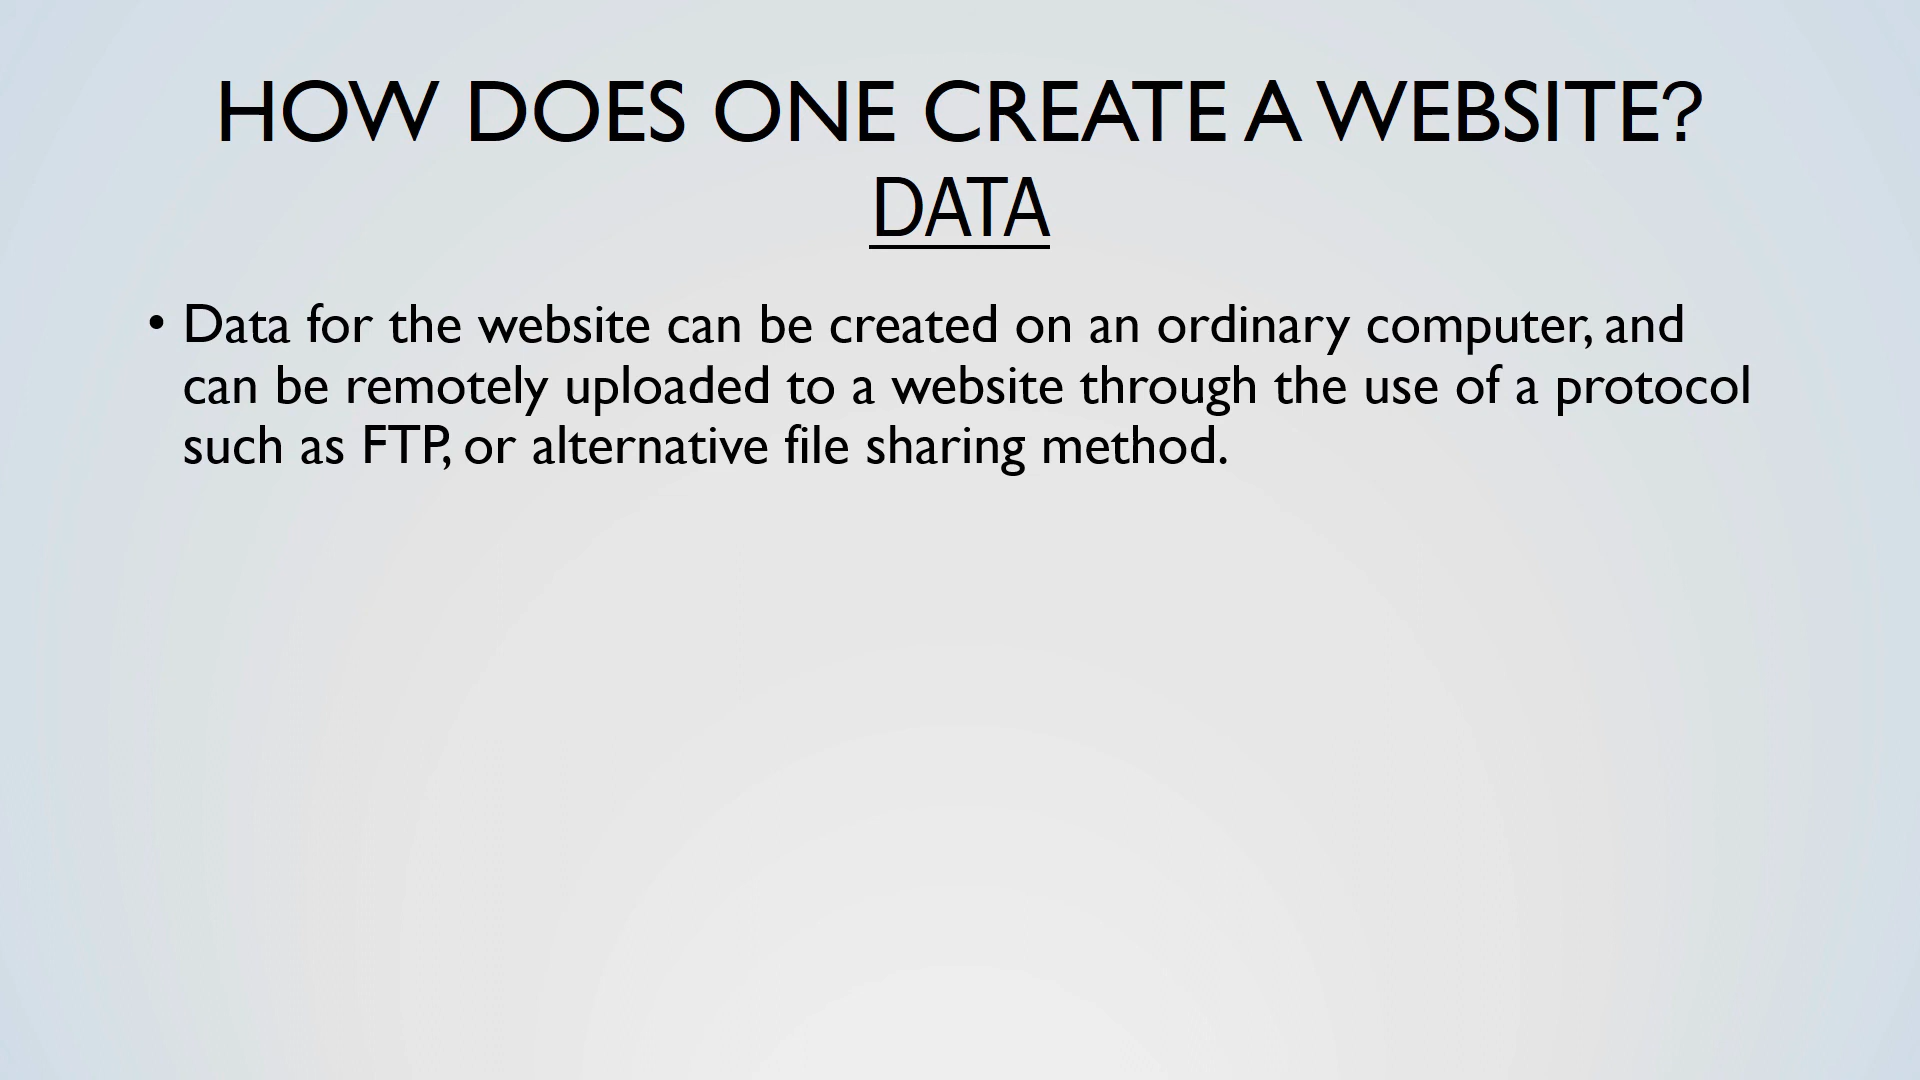 HOW DOES ONE CREATE A WEBSITE?
DATA
• Data for the website can be created on an ordinary computer, and
can be remotely uploaded to a website through the use of a protocol
such as FTP, or alternative file sharing method.